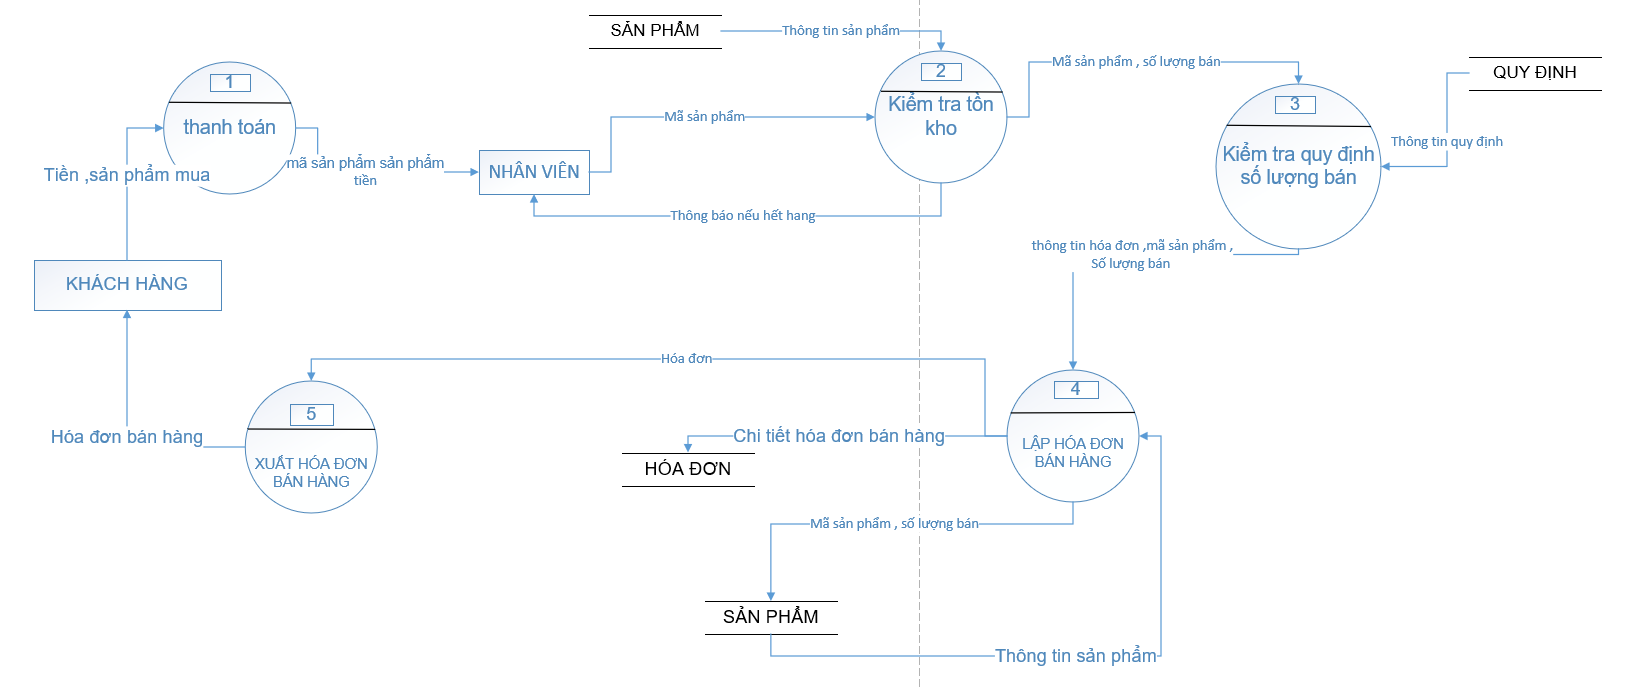 SẢN PHẨM
Thông tin sản phẩm
1
thanh toán
2
Kiểm tra tồn
kho
Mã sản phẩm , số lượng bán
QUY ĐỊNH
3
Kiểm tra quy định
số lượng bán
Thông tin quy định
Tiền ,sản phẩm mua
mã sản phẩm sản phẩm
tiền
NHÂN VIÊN
Mã sản phẩm
Thông báo nếu hết hang
thông tin hóa đơn ,mã sản phẩm ,
Số lượng bán
KHÁCH HÀNG
Hóa đơn
4
LẬP HÓA ĐƠN
BÁN HÀNG
5
XUẤT HÓA ĐƠN
BÁN HÀNG
Hóa đơn bán hàng
Chi tiết hóa đơn bán hàng
HÓA ĐƠN
Mã sản phẩm , số lượng bán
SẢN PHẨM
Thông tin sản phẩm